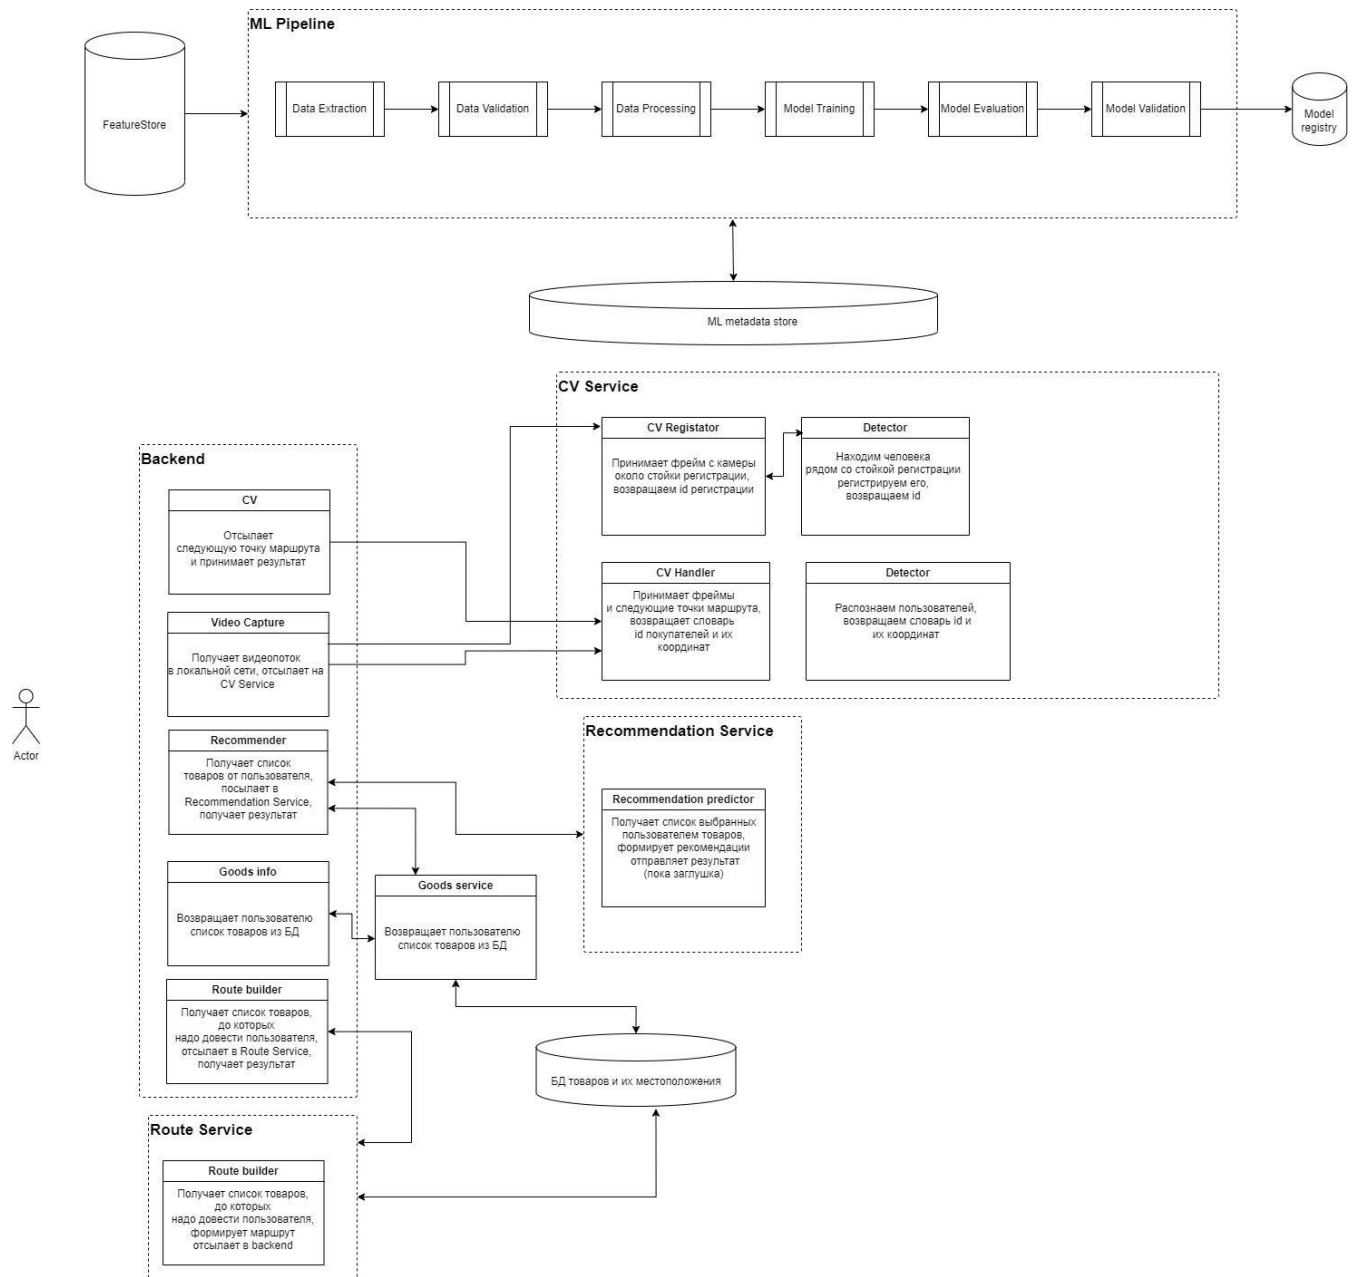 ML Pipeline
FeatureStore
Data Extraction
Data Validation
Data Processing
Model Training
Model Evaluation
Model Validation
Model
registry
ML metadata store
CV Service
CV Registator
Принимает фрейм с камеры
около стойки регистрации,
возвращаем id регистрации
Detector
Находим человека
рядом со стойкой регистрации
регистрируем его,
возвращаем id
CV Handler
Принимает фреймы
и следующие точки маршрута,
возвращает словарь
id покупателей и их
координат
Detector
Распознаем пользователей,
возвращаем словарь id и
их координат
Backend
CV
Отсылает
следующую точку маршрута
и принимает результат
Video Capture
Получает видеопоток
в локальной сети, отсылает на
CV Service
Recommender
Получает список
товаров от пользователя,
посылает в
Recommendation Service,
получает результат
Goods info
Возвращает пользователю
список товаров из БД
Route builder
Получает список товаров,
до которых
надо довести пользователя,
отсылает в Route Service,
получает результат
Actor
Recommendation Service
Recommendation predictor
Получает список выбранных
пользователем товаров,
формирует рекомендации
отправляет результат
(пока заглушка)
Goods service
Возвращает пользователю
список товаров из БД
БД товаров и их местоположения
Route Service
Route builder
Получает список товаров,
до которых
надо довести пользователя,
формирует маршрут
отсылает в backend